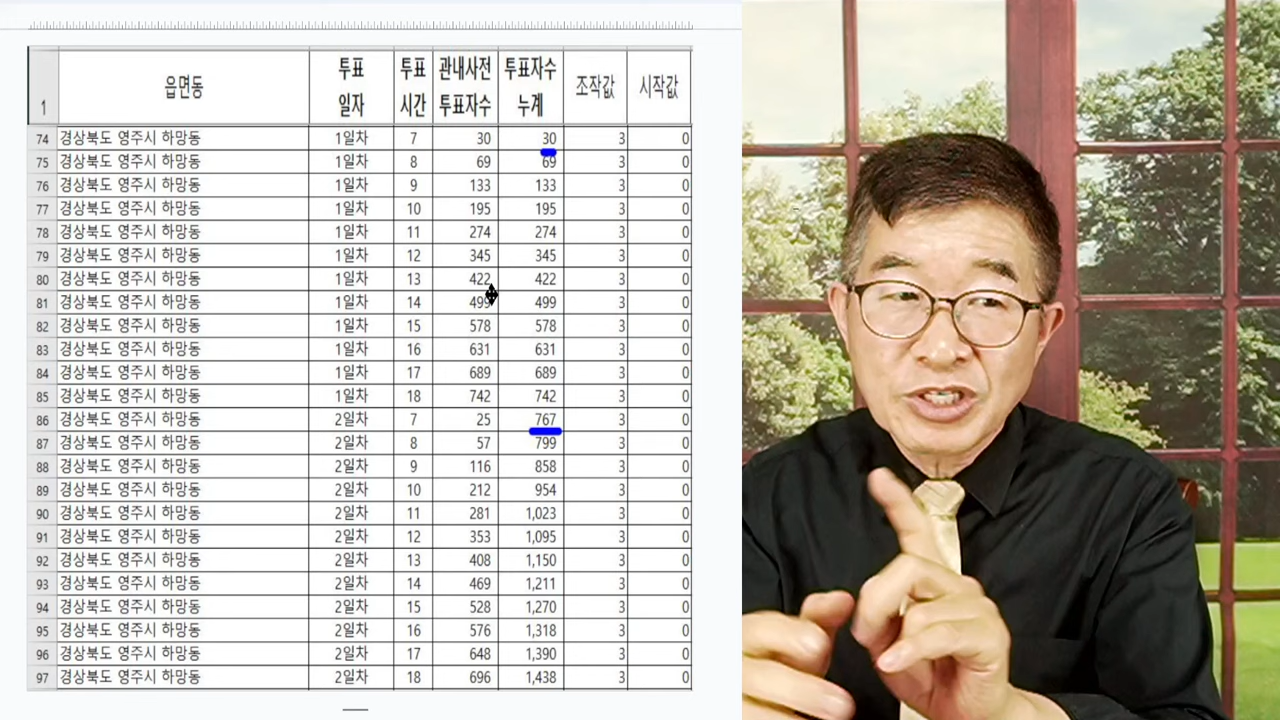 1 읍면동 투표 일자 투표 시간 관내사전 투표자수 투표자수 누계 조작값 시작값
74 경상북도 영주시 하망동 1일차 7 30 30 3 0
75 경상북도 영주시 하망동 1일차 8 69 69 3 0
76 경상북도 영주시 하망동 1일차 9 133 133 3 0
77 경상북도 영주시 하망동 1일차 10 195 195 3 0
78 경상북도 영주시 하망동 1일차 11 274 274 3 0
79 경상북도 영주시 하망동 1일차 12 345 345 3 0
80 경상북도 영주시 하망동 1일차 13 422 422 3 0
81 경상북도 영주시 하망동 1일차 14 499 499 3 0
82 경상북도 영주시 하망동 1일차 15 578 578 3 0
83 경상북도 영주시 하망동 1일차 16 631 631 3 0
84 경상북도 영주시 하망동 1일차 17 689 689 3 0
85 경상북도 영주시 하망동 1일차 18 742 742 3 0
86 경상북도 영주시 하망동 2일차 7 25 767 3 0
87 경상북도 영주시 하망동 2일차 8 57 799 3 0
88 경상북도 영주시 하망동 2일차 9 116 858 3 0
89 경상북도 영주시 하망동 2일차 10 212 954 3 0
90 경상북도 영주시 하망동 2일차 11 281 1,023 3 0
91 경상북도 영주시 하망동 2일차 12 353 1,095 3 0
92 경상북도 영주시 하망동 2일차 13 408 1,150 3 0
93 경상북도 영주시 하망동 2일차 14 469 1,211 3 0
94 경상북도 영주시 하망동 2일차 15 528 1,270 3 0
95 경상북도 영주시 하망동 2일차 16 576 1,318 3 0
96 경상북도 영주시 하망동 2일차 17 648 1,390 3 0
97 경상북도 영주시 하망동 2일차 18 696 1,438 3 0